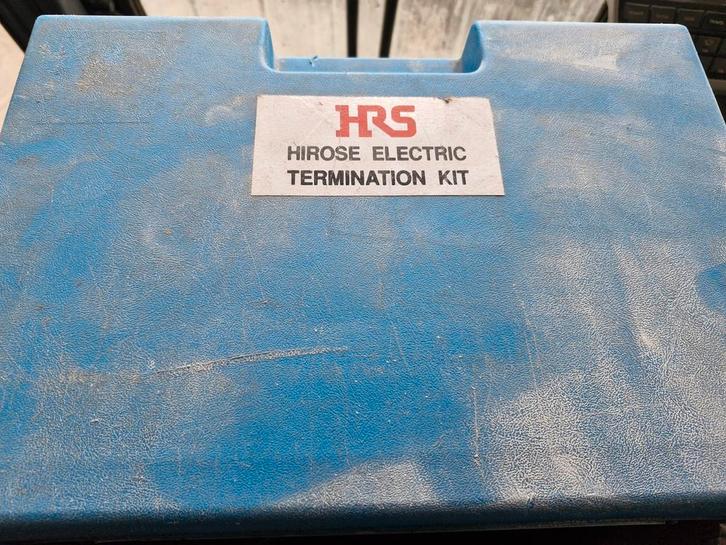 HRS
HIROSE ELECTRIC
TERMINATION KIT